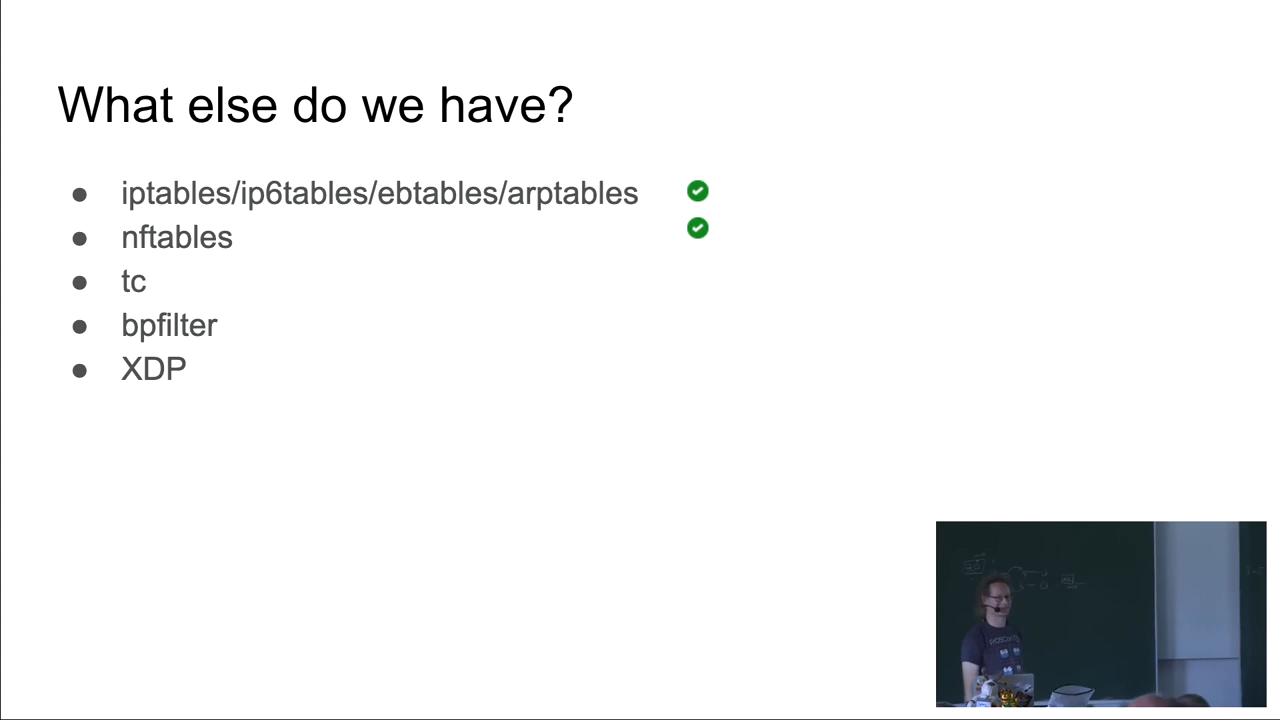 What else do we have?
iptables/ip6tables/ebtables/arptables
nftables
tc
bpfilter
XDP